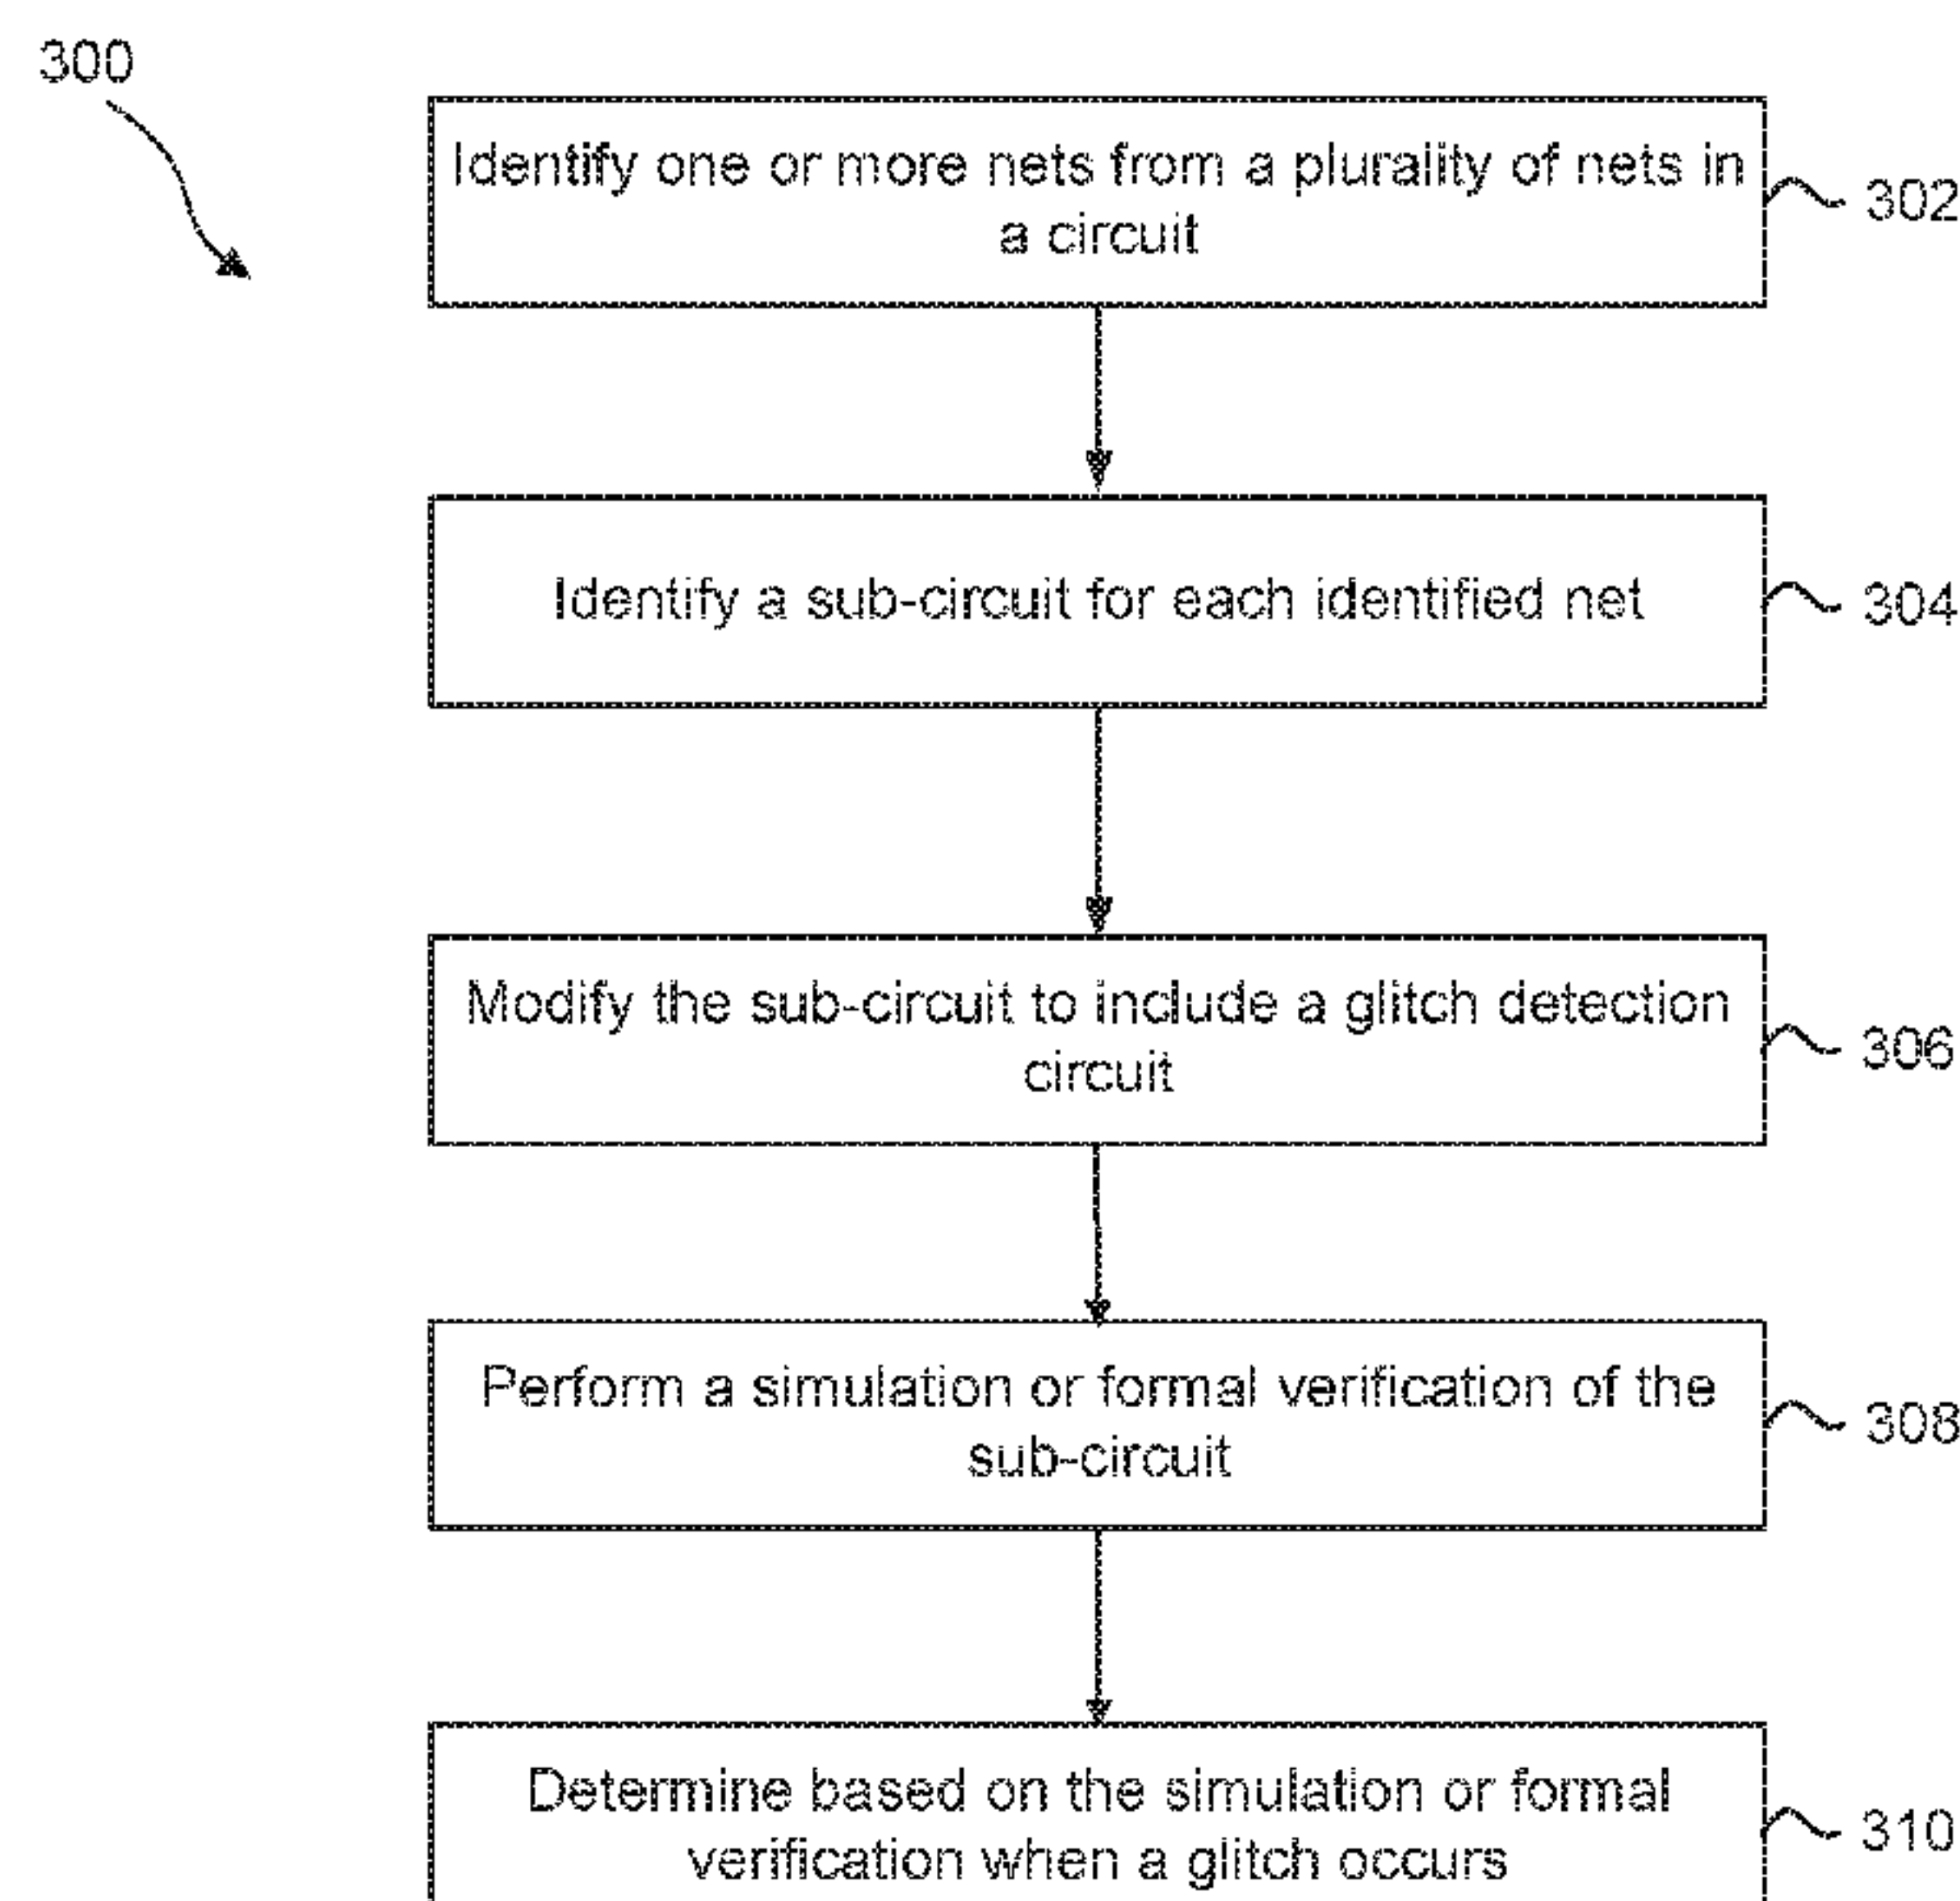 300
Identify one or more nets from a plurality of nets in
a circuit
302
Identify a sub-circuit for each identified net
304
Modify the sub-circuit to include a glitch detection
circuit
306
Perform a simulation or formal verification of the
sub-circuit
308
Determine based on the simulation or formal
verification when a glitch occurs
310